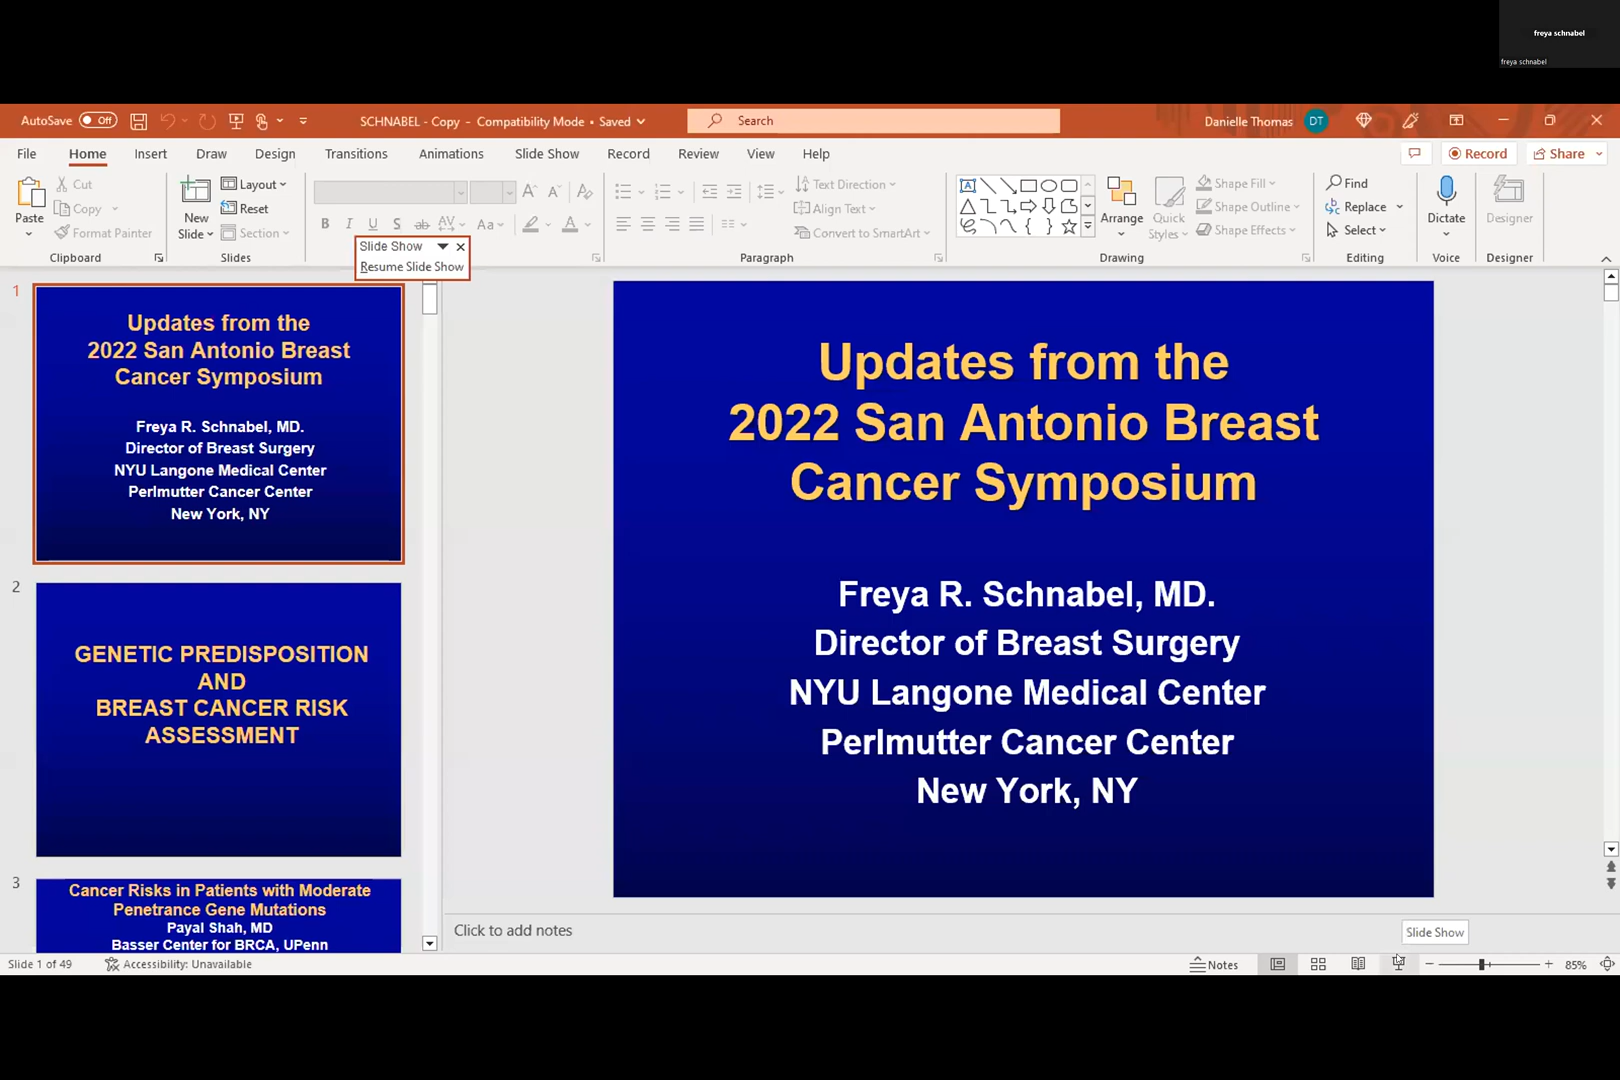 freya schnabel
freya schnabel
AutoSave Off
SCHNABEL - Copy - Compatibility Mode • Saved
Search
Danielle Thomas DT
File Home Insert Draw Design Transitions Animations Slide Show Record Review View Help
Record Share
Paste
Cut
Copy
Format Painter
Clipboard
New
Slide
Layout
Reset
Section
Slides
B I U S ab AV Aa A
Slide Show
Resume Slide Show
Text Direction
Align Text
Convert to SmartArt
Paragraph
Arrange
Quick
Styles
Shape Fill
Shape Outline
Shape Effects
Drawing
Find
Replace
Select
Editing
Dictate
Voice
Designer
Designer
1
Updates from the
2022 San Antonio Breast
Cancer Symposium
Freya R. Schnabel, MD.
Director of Breast Surgery
NYU Langone Medical Center
Perlmutter Cancer Center
New York, NY
2
GENETIC PREDISPOSITION
AND
BREAST CANCER RISK
ASSESSMENT
3
Cancer Risks in Patients with Moderate
Penetrance Gene Mutations
Payal Shah, MD
Basser Center for BRCA, UPenn
Updates from the
2022 San Antonio Breast
Cancer Symposium
Freya R. Schnabel, MD.
Director of Breast Surgery
NYU Langone Medical Center
Perlmutter Cancer Center
New York, NY
Click to add notes
Slide Show
Slide 1 of 49
Accessibility: Unavailable
Notes
85%